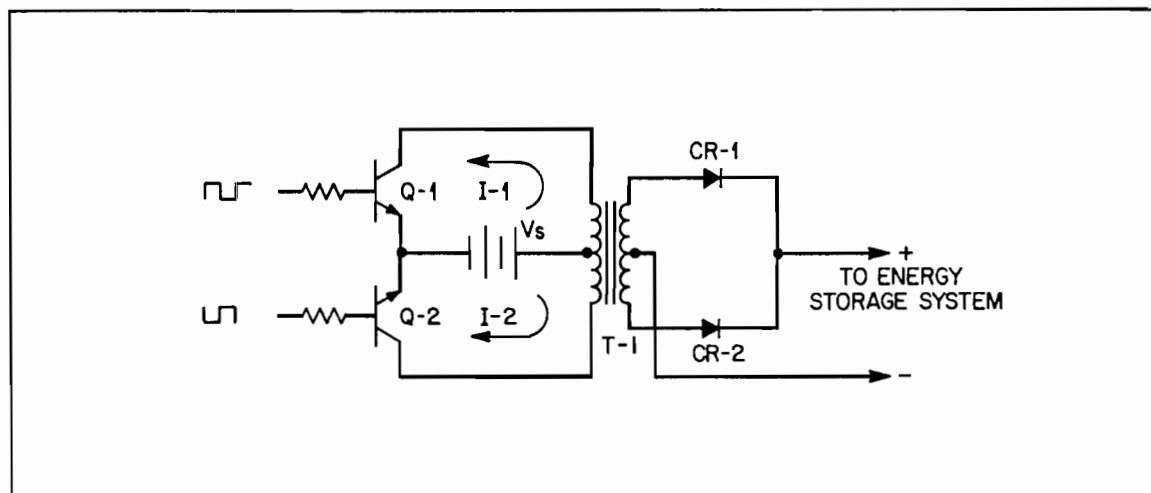 CR-1
Q-1
I-1
Vs
+
TO ENERGY
STORAGE SYSTEM
Q-2
I-2
T-1
CR-2
-